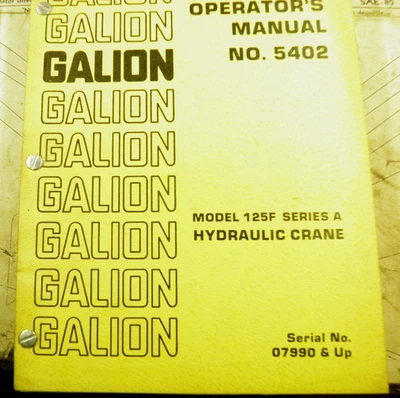 GALION
OPERATOR'S
MANUAL
NO. 5402
GALION
GALION
GALION
GALION
GALION
MODEL 125F SERIES A
HYDRAULIC CRANE
GALION
GALION
GALION
Serial No.
07990 & Up